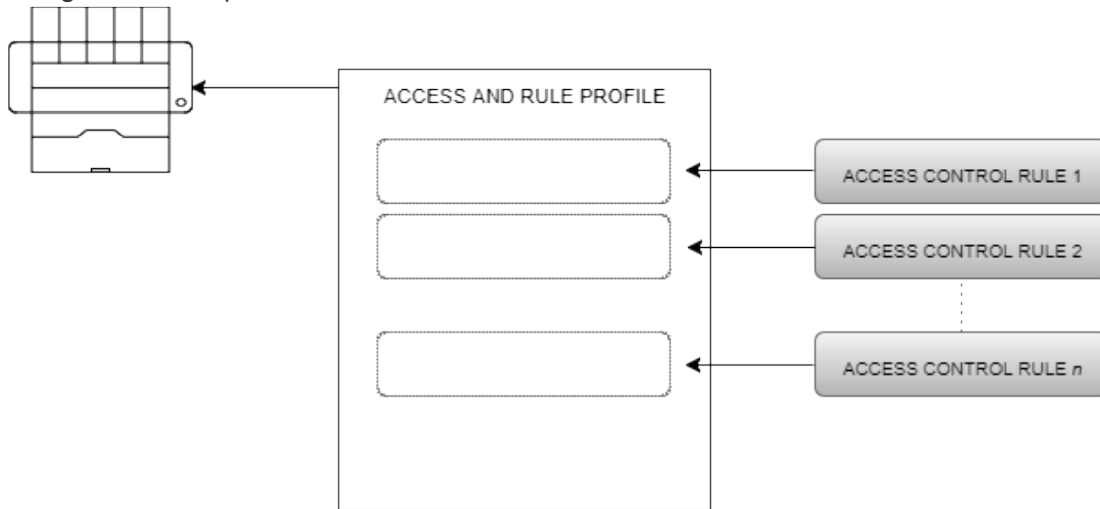 ACCESS AND RULE PROFILE
ACCESS CONTROL RULE 1
ACCESS CONTROL RULE 2
ACCESS CONTROL RULE n